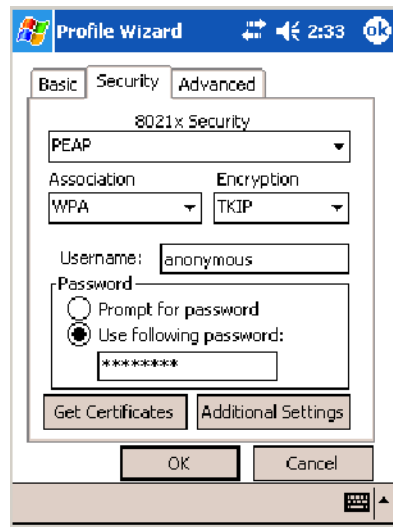 Profile Wizard 2:33 ok
Basic Security Advanced
8021x Security
PEAP
Association Encryption
WPA TKIP
Username: anonymous
Password
Prompt for password
Use following password:
********
Get Certificates Additional Settings
OK Cancel